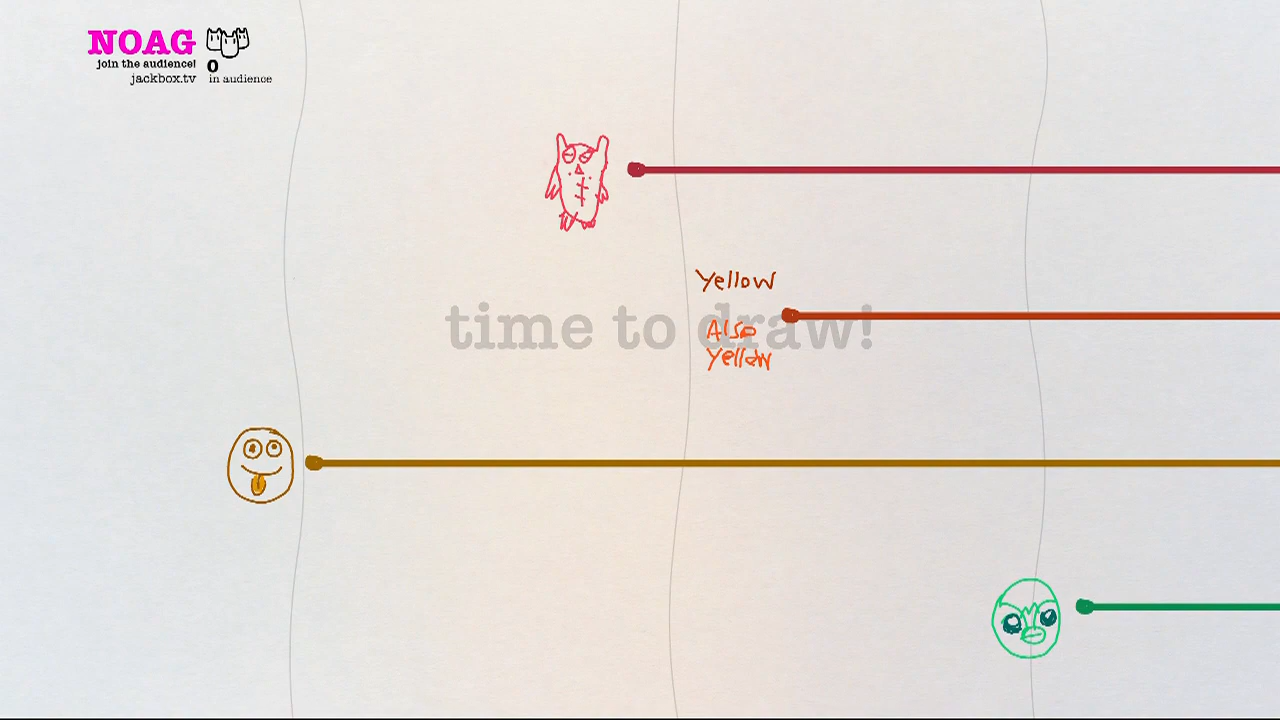 NOAG
join the audience!
jackbox.tv
0
in audience
Yellow
time to draw!
Also
Yellow